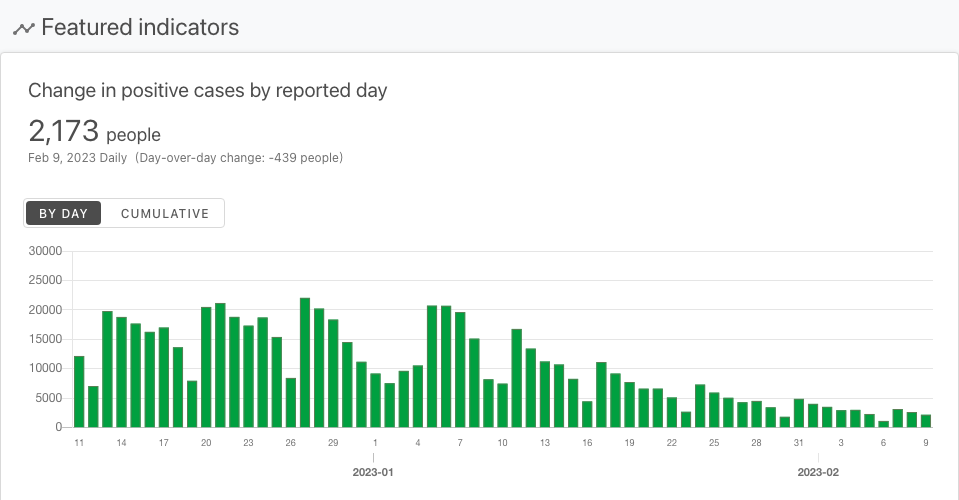 Featured indicators
Change in positive cases by reported day
2,173 people
Feb 9, 2023 Daily (Day-over-day change: -439 people)
BY DAY CUMULATIVE
30000
25000
20000
15000
10000
5000
0
11 14 17 20 23 26 29 1 4 7 10 13 16 19 22 25 28 31 3 6 9
2023-01 2023-02